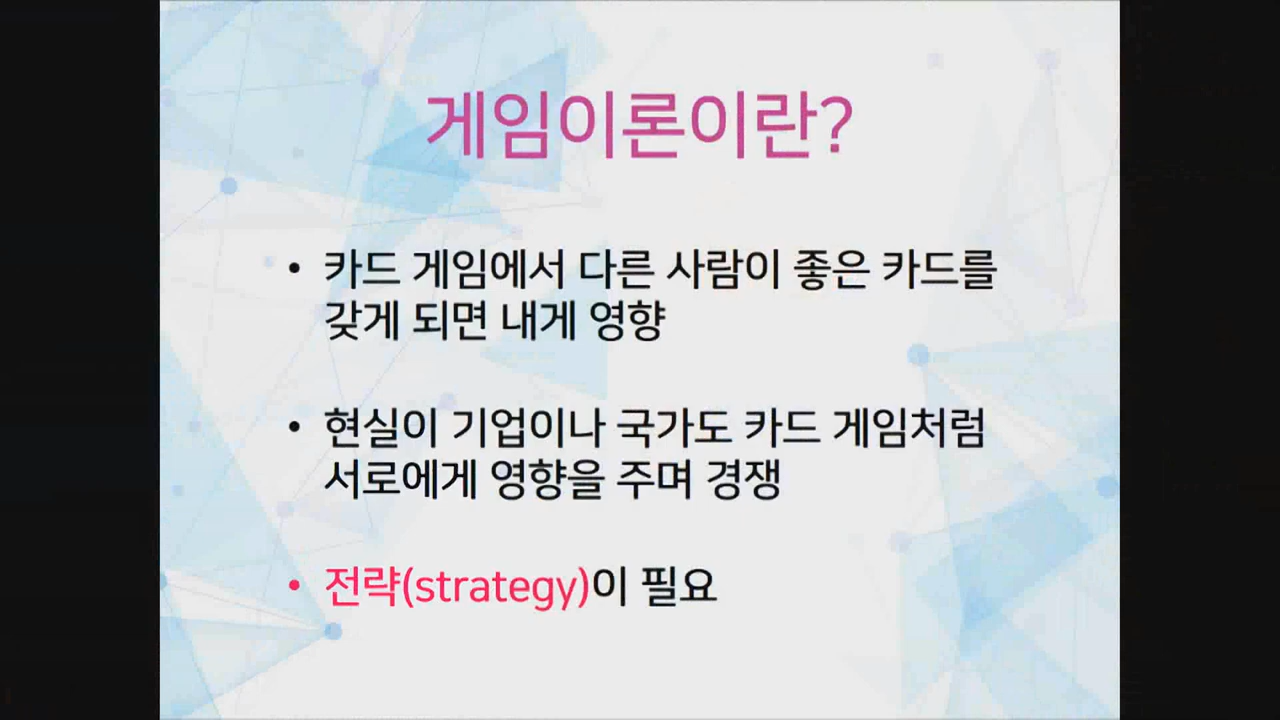 게임이론이란?
• 카드 게임에서 다른 사람이 좋은 카드를
갖게 되면 내게 영향
• 현실이 기업이나 국가도 카드 게임처럼
서로에게 영향을 주며 경쟁
• 전략(strategy)이 필요